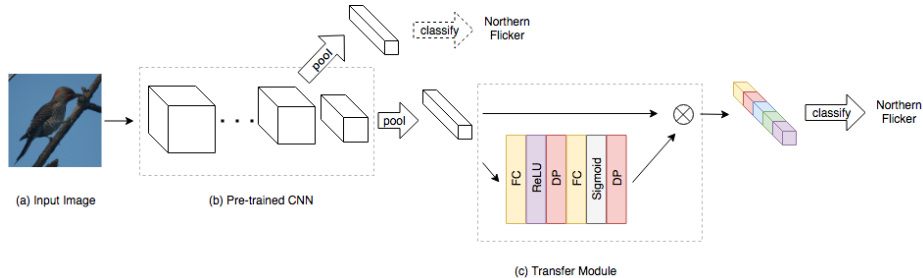 pool
classify
Northern
Flicker
pool
FC
ReLU
DP
FC
Sigmoid
DP
classify
Northern
Flicker
(a) Input Image
(b) Pre-trained CNN
(c) Transfer Module